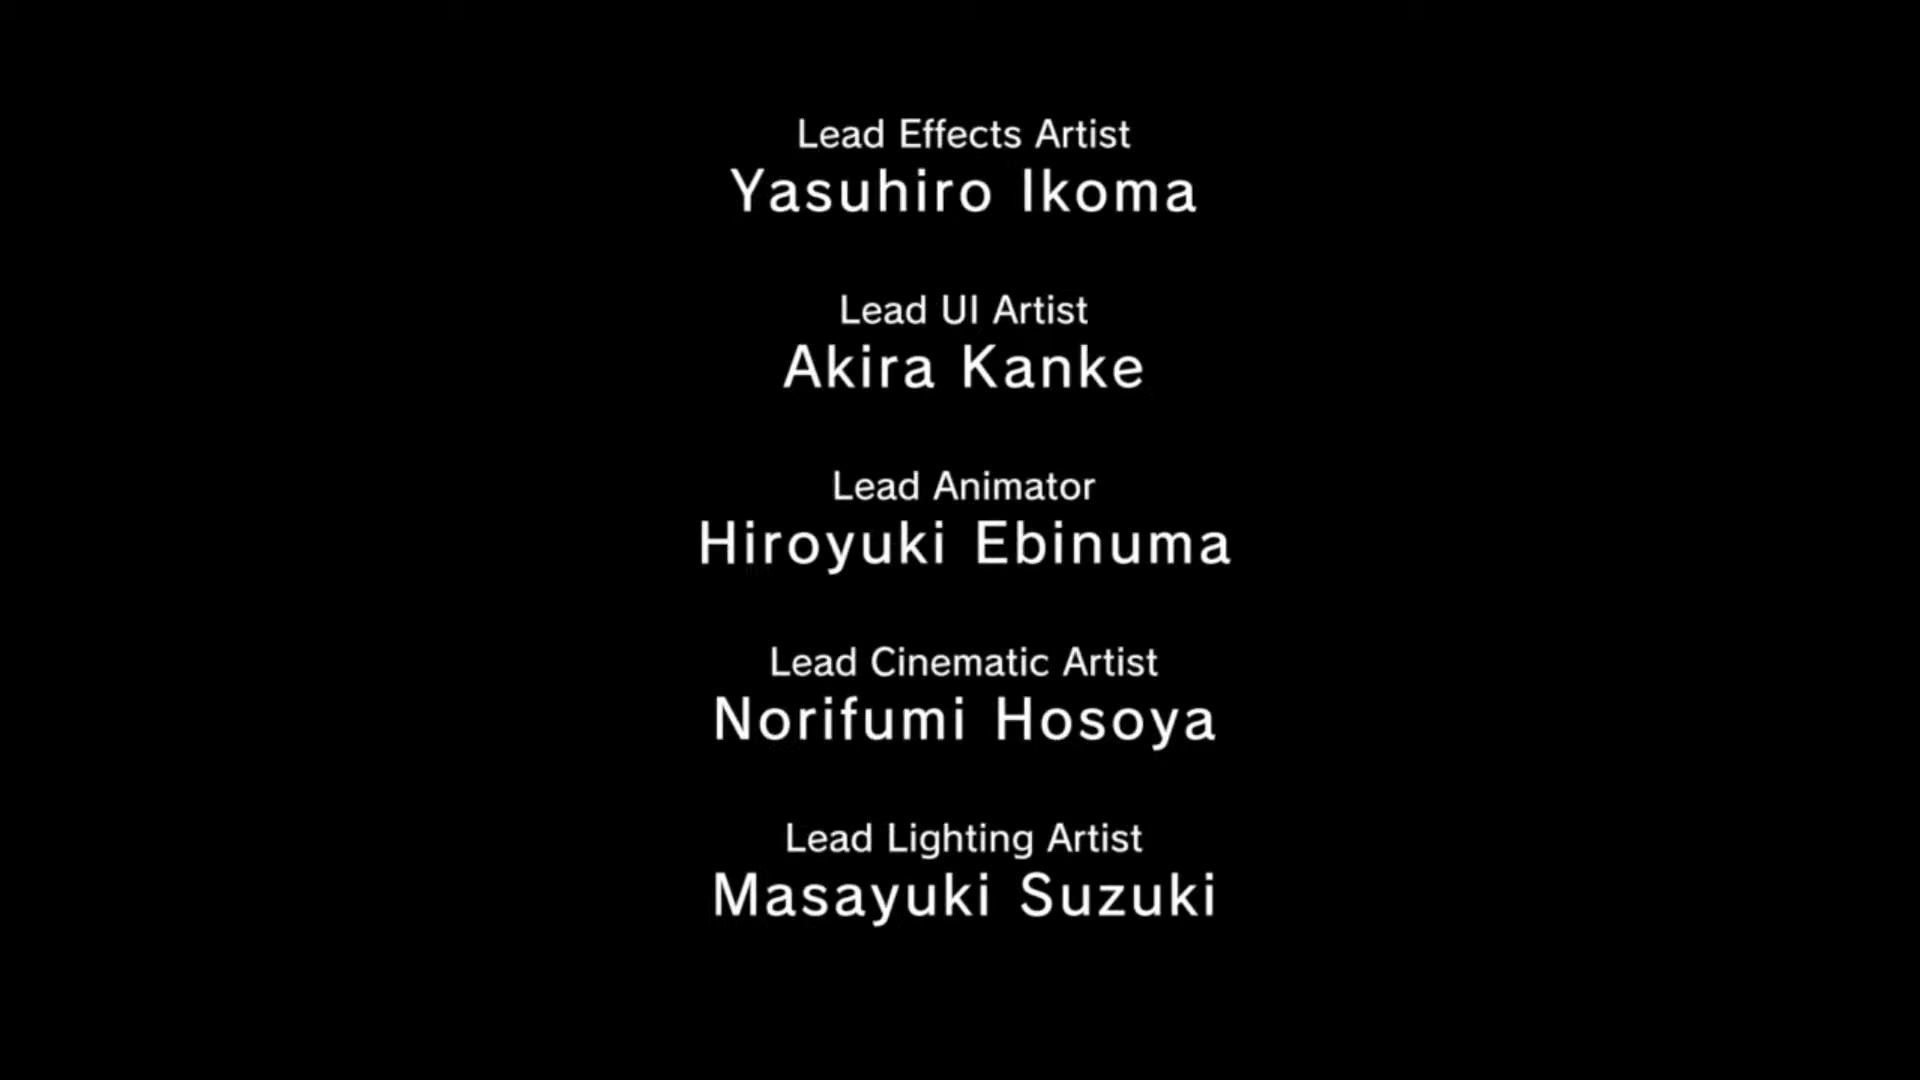 Lead Effects Artist
Yasuhiro Ikoma
Lead UI Artist
Akira Kanke
Lead Animator
Hiroyuki Ebinuma
Lead Cinematic Artist
Norifumi Hosoya
Lead Lighting Artist
Masayuki Suzuki